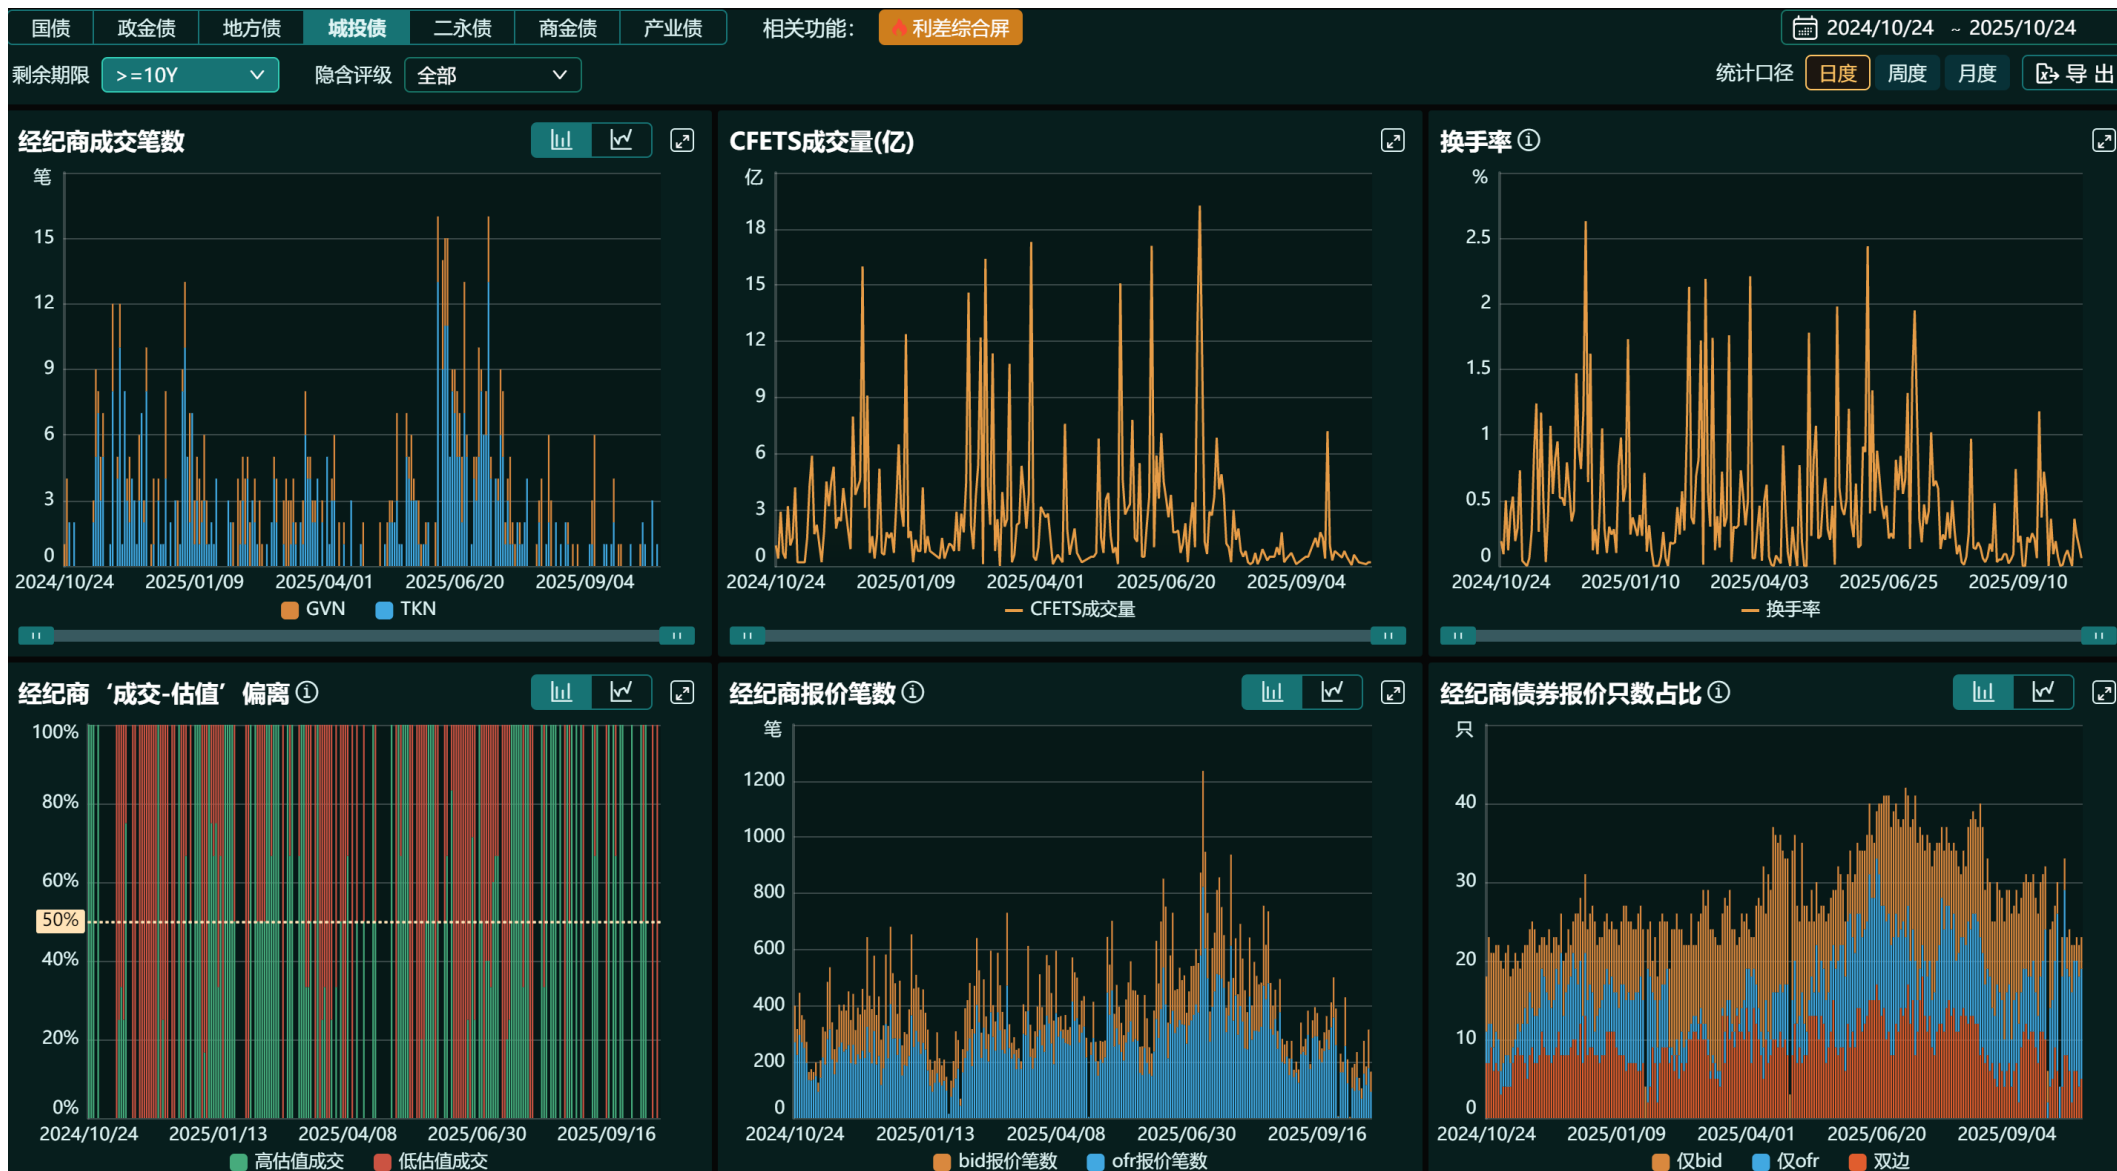 国债 政金债 地方债 城投债 二永债 商金债 产业债 相关功能： 利差综合屏 2024/10/24 ~ 2025/10/24
剩余期限 >=10Y 隐含评级 全部 统计口径 日度 周度 月度 导出
经纪商成交笔数
笔
15
12
9
6
3
0
2024/10/24 2025/01/09 2025/04/01 2025/06/20 2025/09/04
GVN TKN
CFETS成交量(亿)
亿
18
15
12
9
6
3
0
2024/10/24 2025/01/09 2025/04/01 2025/06/20 2025/09/04
CFETS成交量
换手率
%
2.5
2
1.5
1
0.5
0
2024/10/24 2025/01/10 2025/04/03 2025/06/25 2025/09/10
换手率
经纪商‘成交-估值’偏离
100%
80%
60%
50%
40%
20%
0%
2024/10/24 2025/01/13 2025/04/08 2025/06/30 2025/09/16
高估值成交 低估值成交
经纪商报价笔数
笔
1200
1000
800
600
400
200
0
2024/10/24 2025/01/13 2025/04/08 2025/06/30 2025/09/16
bid报价笔数 ofr报价笔数
经纪商债券报价只数占比
只
40
30
20
10
0
2024/10/24 2025/01/09 2025/04/01 2025/06/20 2025/09/04
仅bid 仅ofr 双边